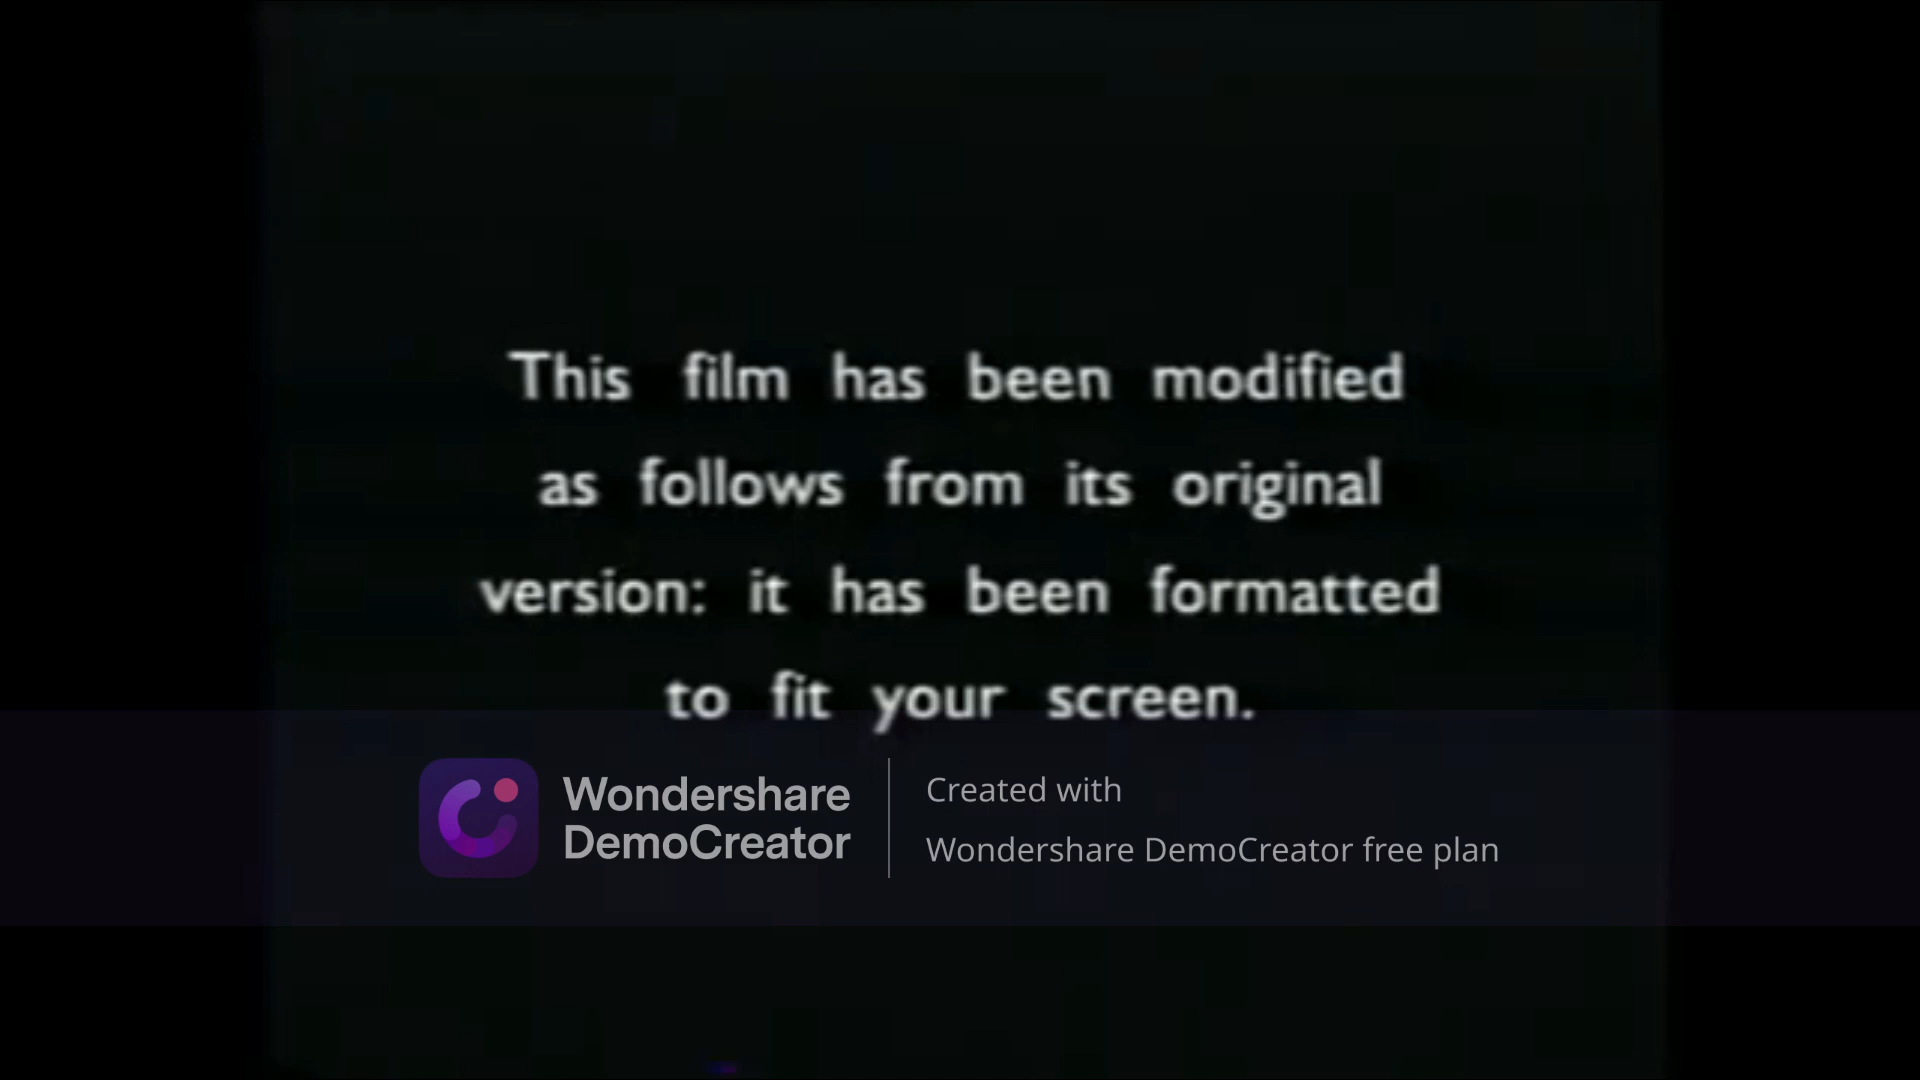 This film has been modified
as follows from its original
version: it has been formatted
to fit your screen.
Wondershare
DemoCreator
Created with
Wondershare DemoCreator free plan